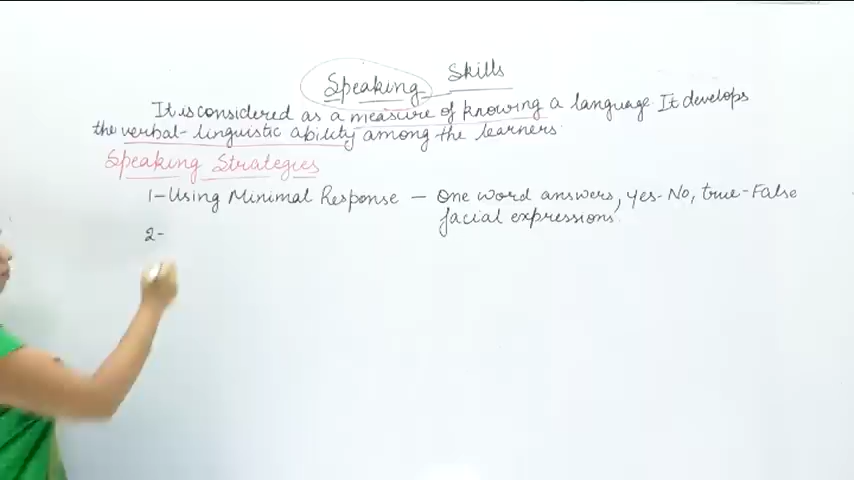 Speaking Skills
It is considered as a measure of knowing a language. It develops
the verbal-linguistic ability among the learners.
Speaking Strategies
1- Using Minimal Response — One word answers, yes-No, true-False
facial expressions.
2-